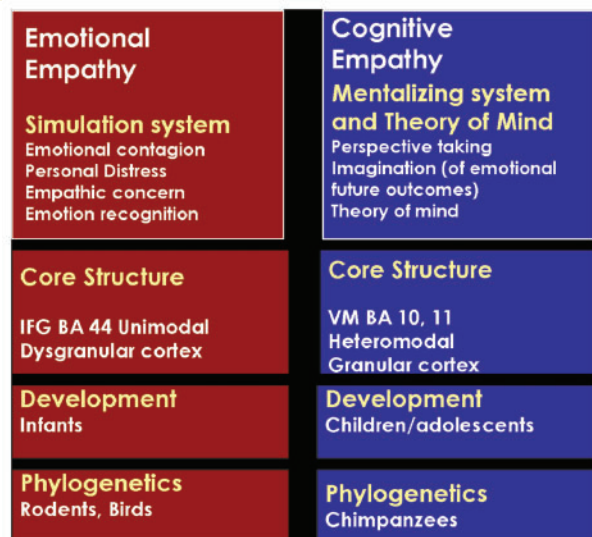 Emotional
Empathy
Simulation system
Emotional contagion
Personal Distress
Empathic concern
Emotion recognition
Core Structure
IFG BA 44 Unimodal
Dysgranular cortex
Development
Infants
Phylogenetics
Rodents, Birds
Cognitive
Empathy
Mentalizing system
and Theory of Mind
Perspective taking
Imagination (of emotional
future outcomes)
Theory of mind
Core Structure
VM BA 10, 11
Heteromodal
Granular cortex
Development
Children/adolescents
Phylogenetics
Chimpanzees